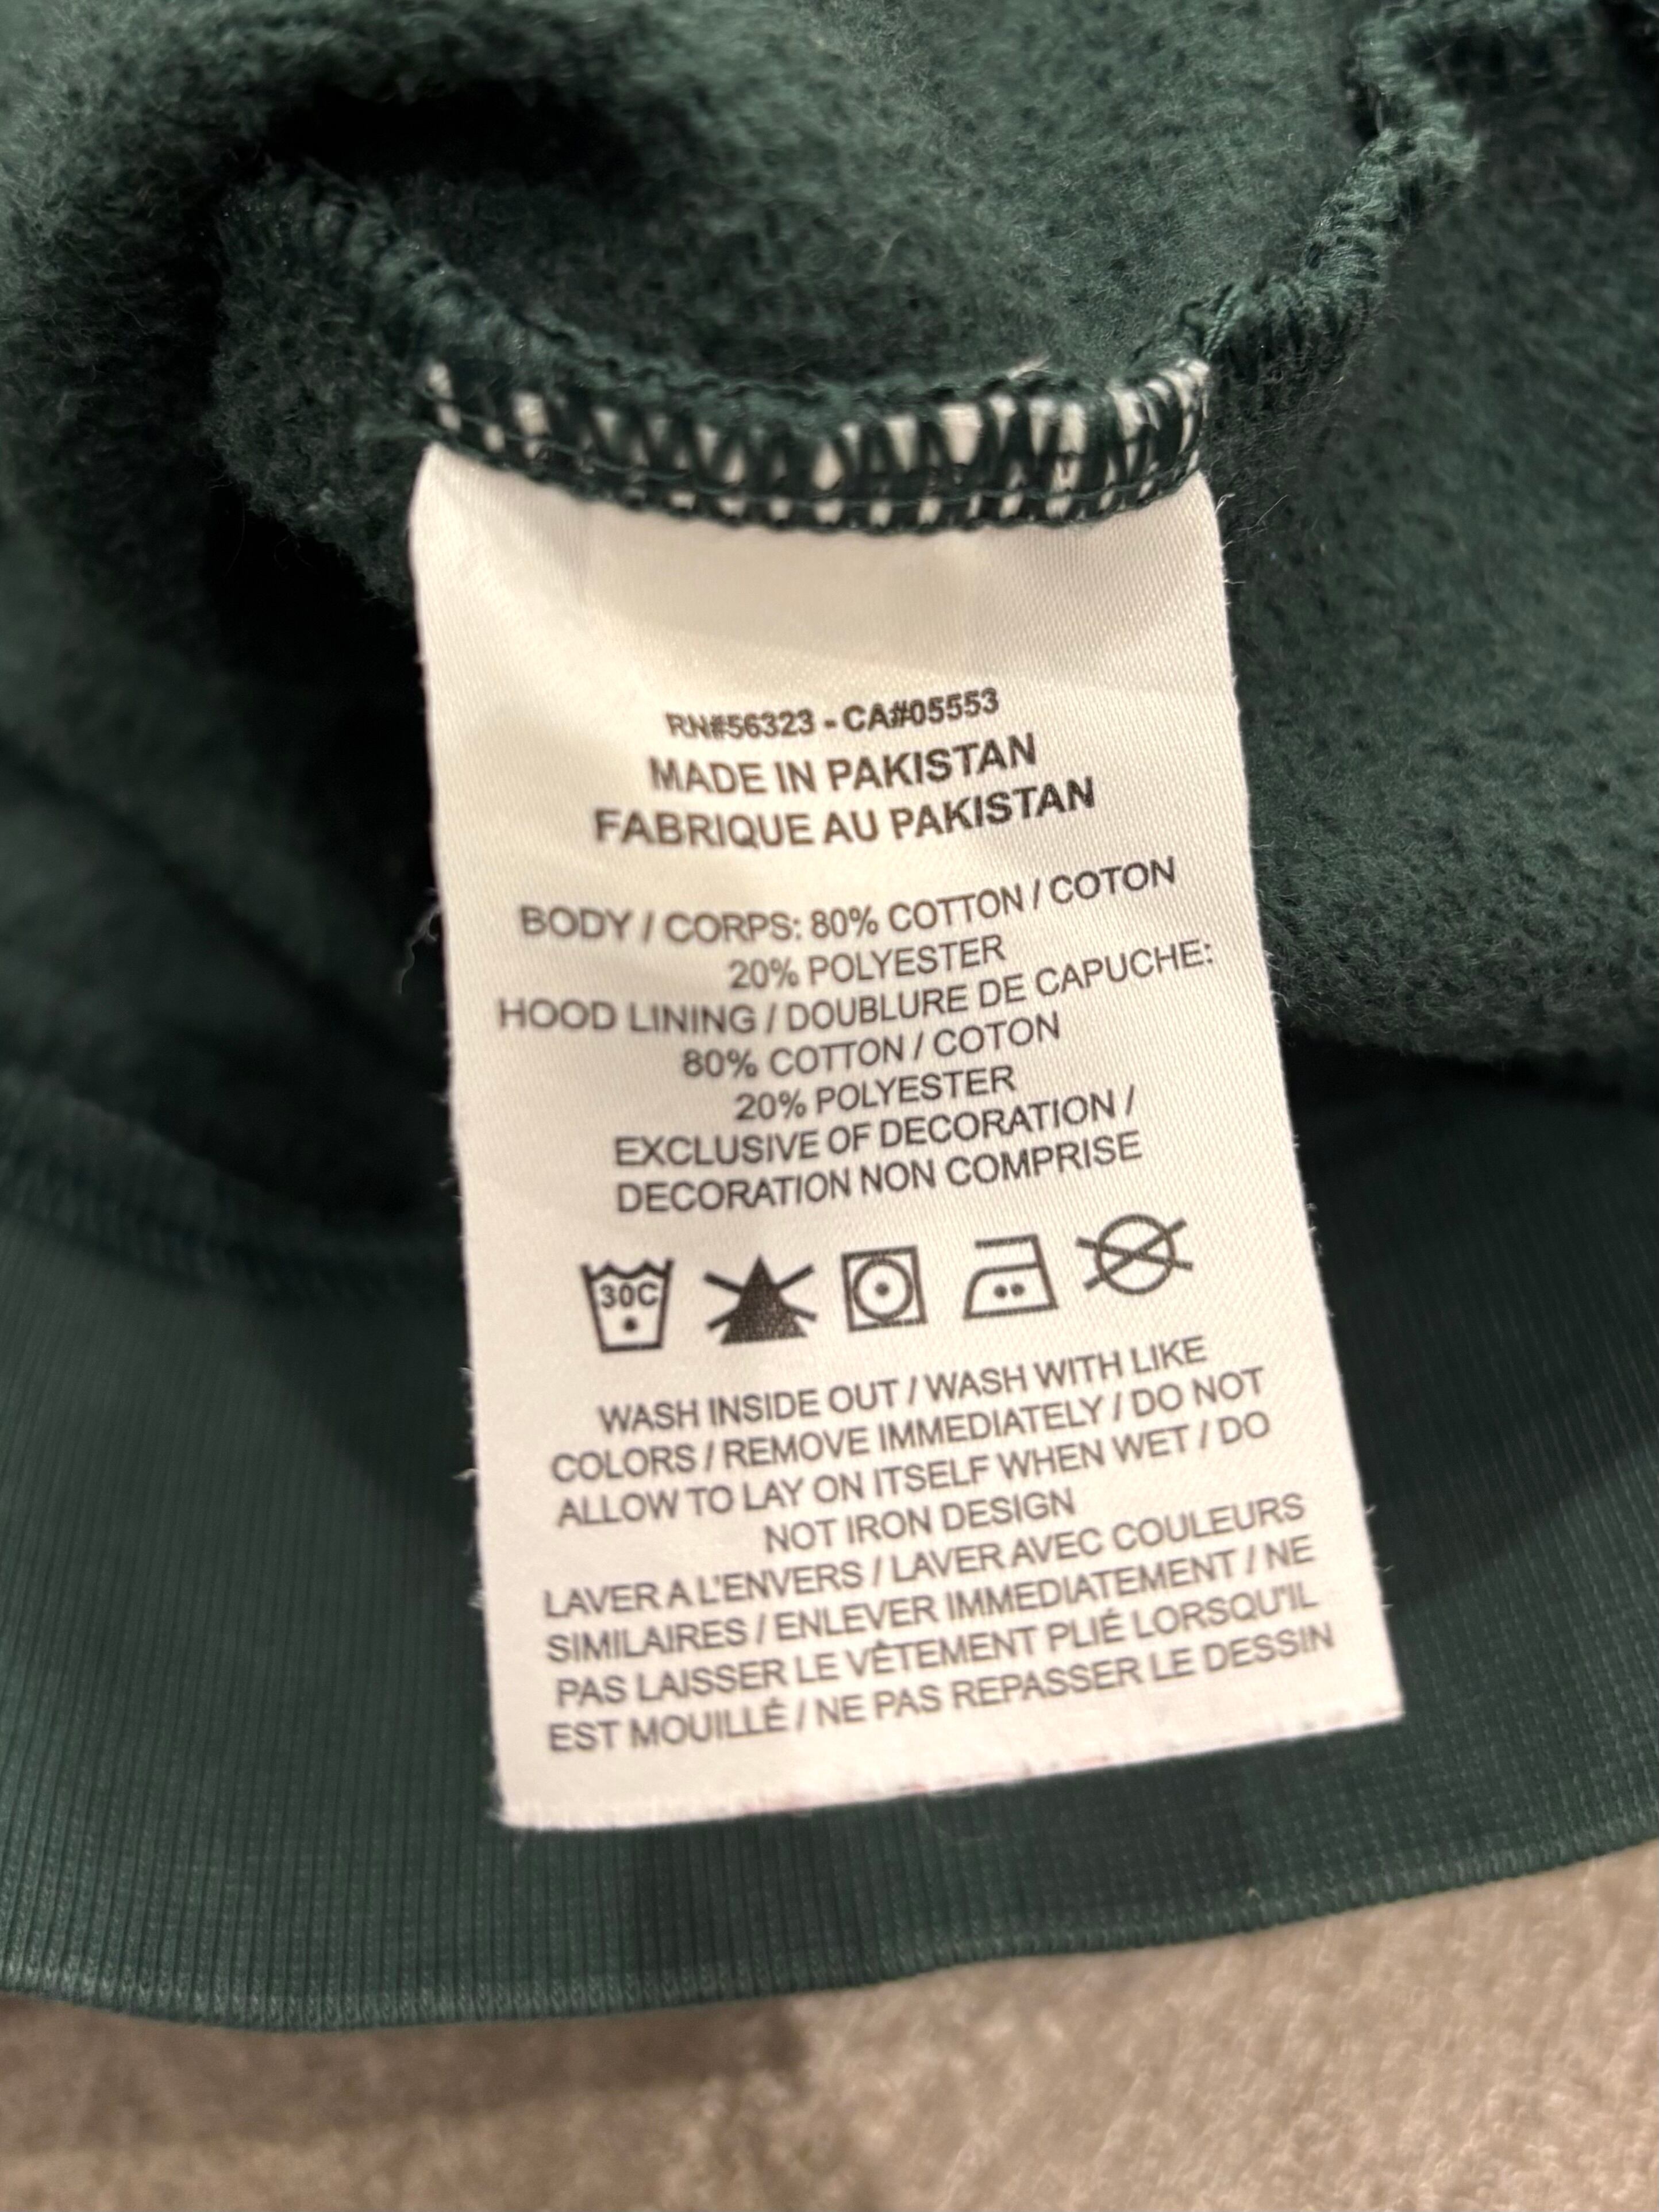 RN#56323 - CA#05553
MADE IN PAKISTAN
FABRIQUE AU PAKISTAN
BODY / CORPS: 80% COTTON / COTON
20% POLYESTER
HOOD LINING / DOUBLURE DE CAPUCHE:
80% COTTON / COTON
20% POLYESTER
EXCLUSIVE OF DECORATION /
DECORATION NON COMPRISE
30C
WASH INSIDE OUT / WASH WITH LIKE
COLORS / REMOVE IMMEDIATELY / DO NOT
ALLOW TO LAY ON ITSELF WHEN WET / DO
NOT IRON DESIGN
LAVER A L'ENVERS / LAVER AVEC COULEURS
SIMILAIRES / ENLEVER IMMEDIATEMENT / NE
PAS LAISSER LE VÊTEMENT PLIÉ LORSQU"IL
EST MOUILLÉ / NE PAS REPASSER LE DESSIN